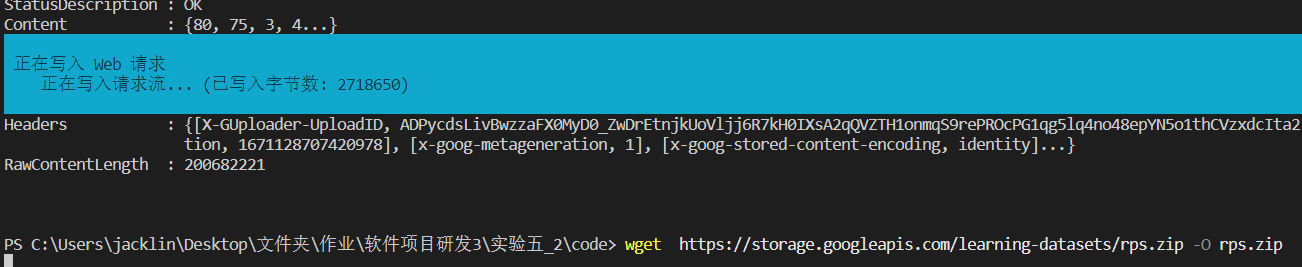 StatusDescription : OK
Content           : {80, 75, 3, 4...}
正在写入 Web 请求
正在写入请求流... (已写入字节数: 2718650)
Headers           : {[X-GUploader-UploadID, ADPycdsLivBwzzaFX0MyD0_ZwDrEtnjkUoVljj6R7kH0IXsA2qQVZTH1onmqS9rePROcPG1qg5lq4no48epYN5o1thCVzxdcIta2
tion, 1671128707420978], [x-goog-metageneration, 1], [x-goog-stored-content-encoding, identity]...}
RawContentLength  : 200682221
PS C:\Users\jacklin\Desktop\文件夹\作业\软件项目研发3\实验五_2\code> wget  https://storage.googleapis.com/learning-datasets/rps.zip -O rps.zip